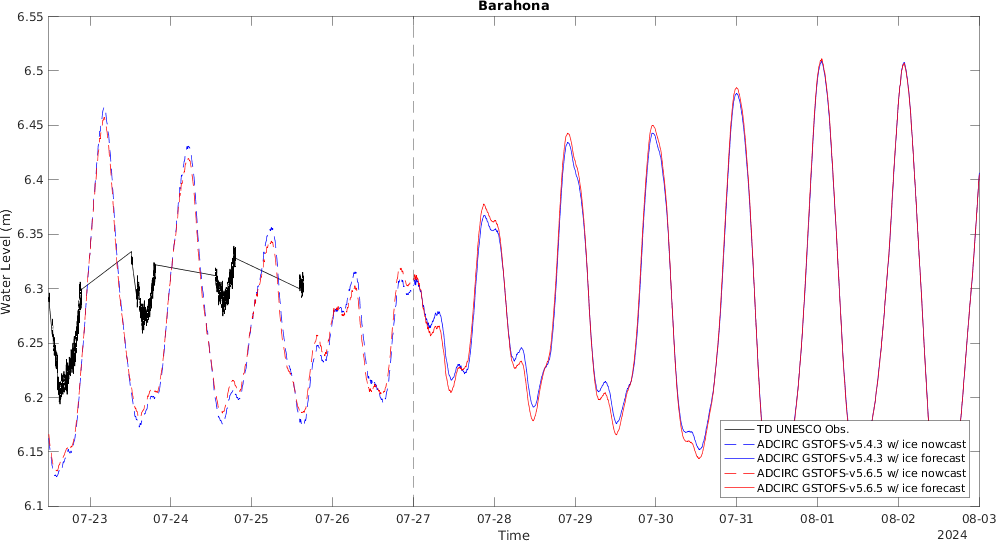 Barahona
6.55
6.5
6.45
6.4
6.35
6.3
6.25
6.2
6.15
6.1
Water Level (m)
07-23 07-24 07-25 07-26 07-27 07-28 07-29 07-30 07-31 08-01 08-02 08-03
Time
2024
TD UNESCO Obs.
ADCIRC GSTOFS-v5.4.3 w/ ice nowcast
ADCIRC GSTOFS-v5.4.3 w/ ice forecast
ADCIRC GSTOFS-v5.6.5 w/ ice nowcast
ADCIRC GSTOFS-v5.6.5 w/ ice forecast